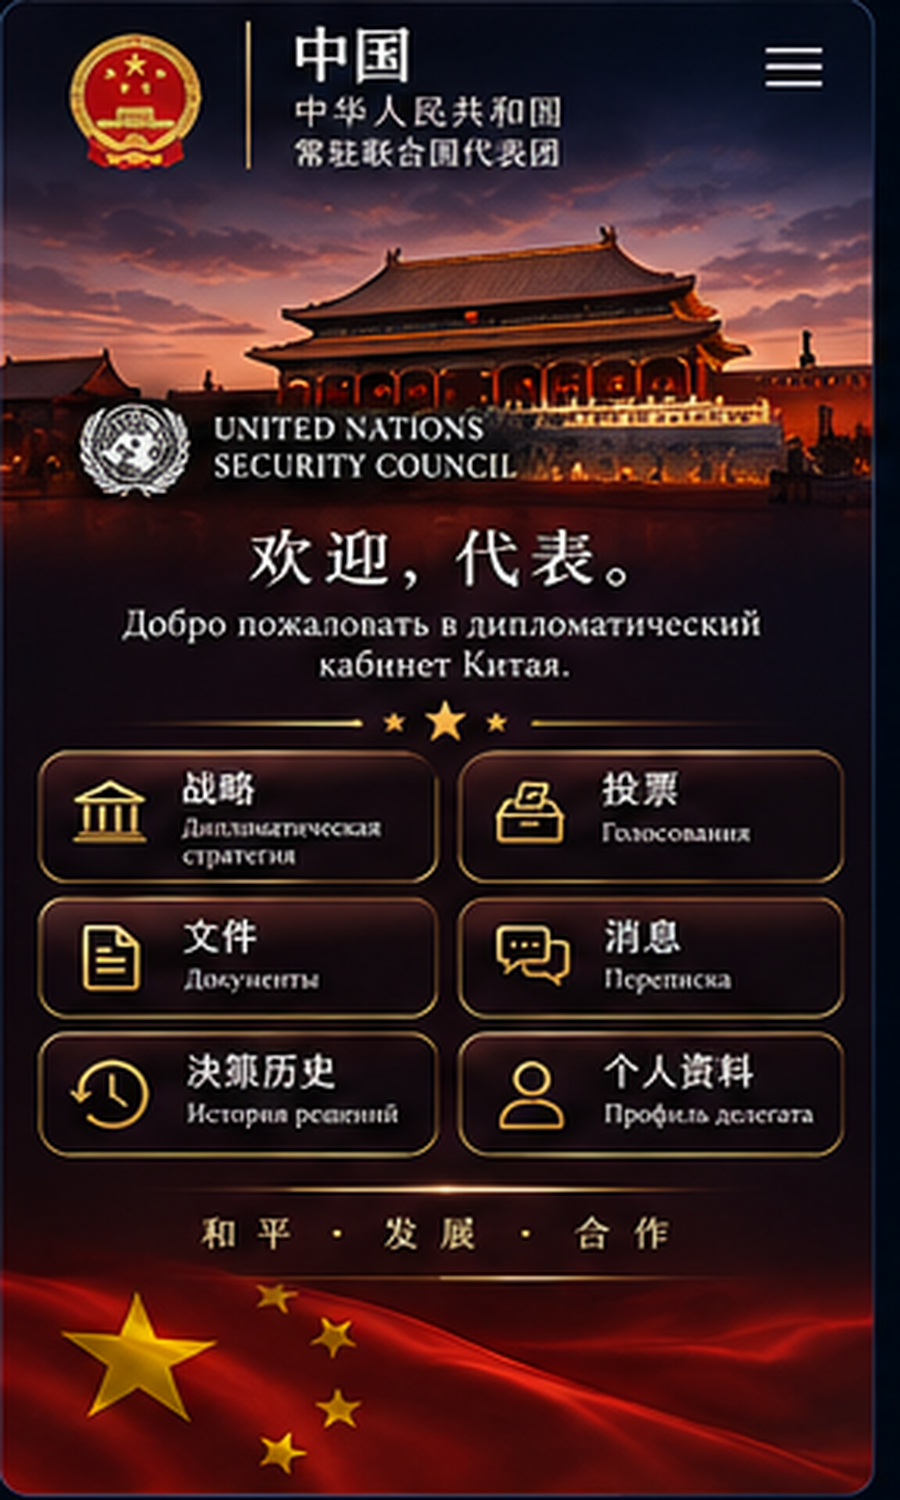 中国
中华人民共和国
常驻联合国代表团
UNITED NATIONS
SECURITY COUNCIL
欢迎，代表。
Добро пожаловать в дипломатический
кабинет Китая.
战略
Дипломатическая
стратегия
投票
Голосования
文件
Документы
消息
Переписка
决策历史
История решений
个人资料
Профиль делегата
和平 · 发展 · 合作